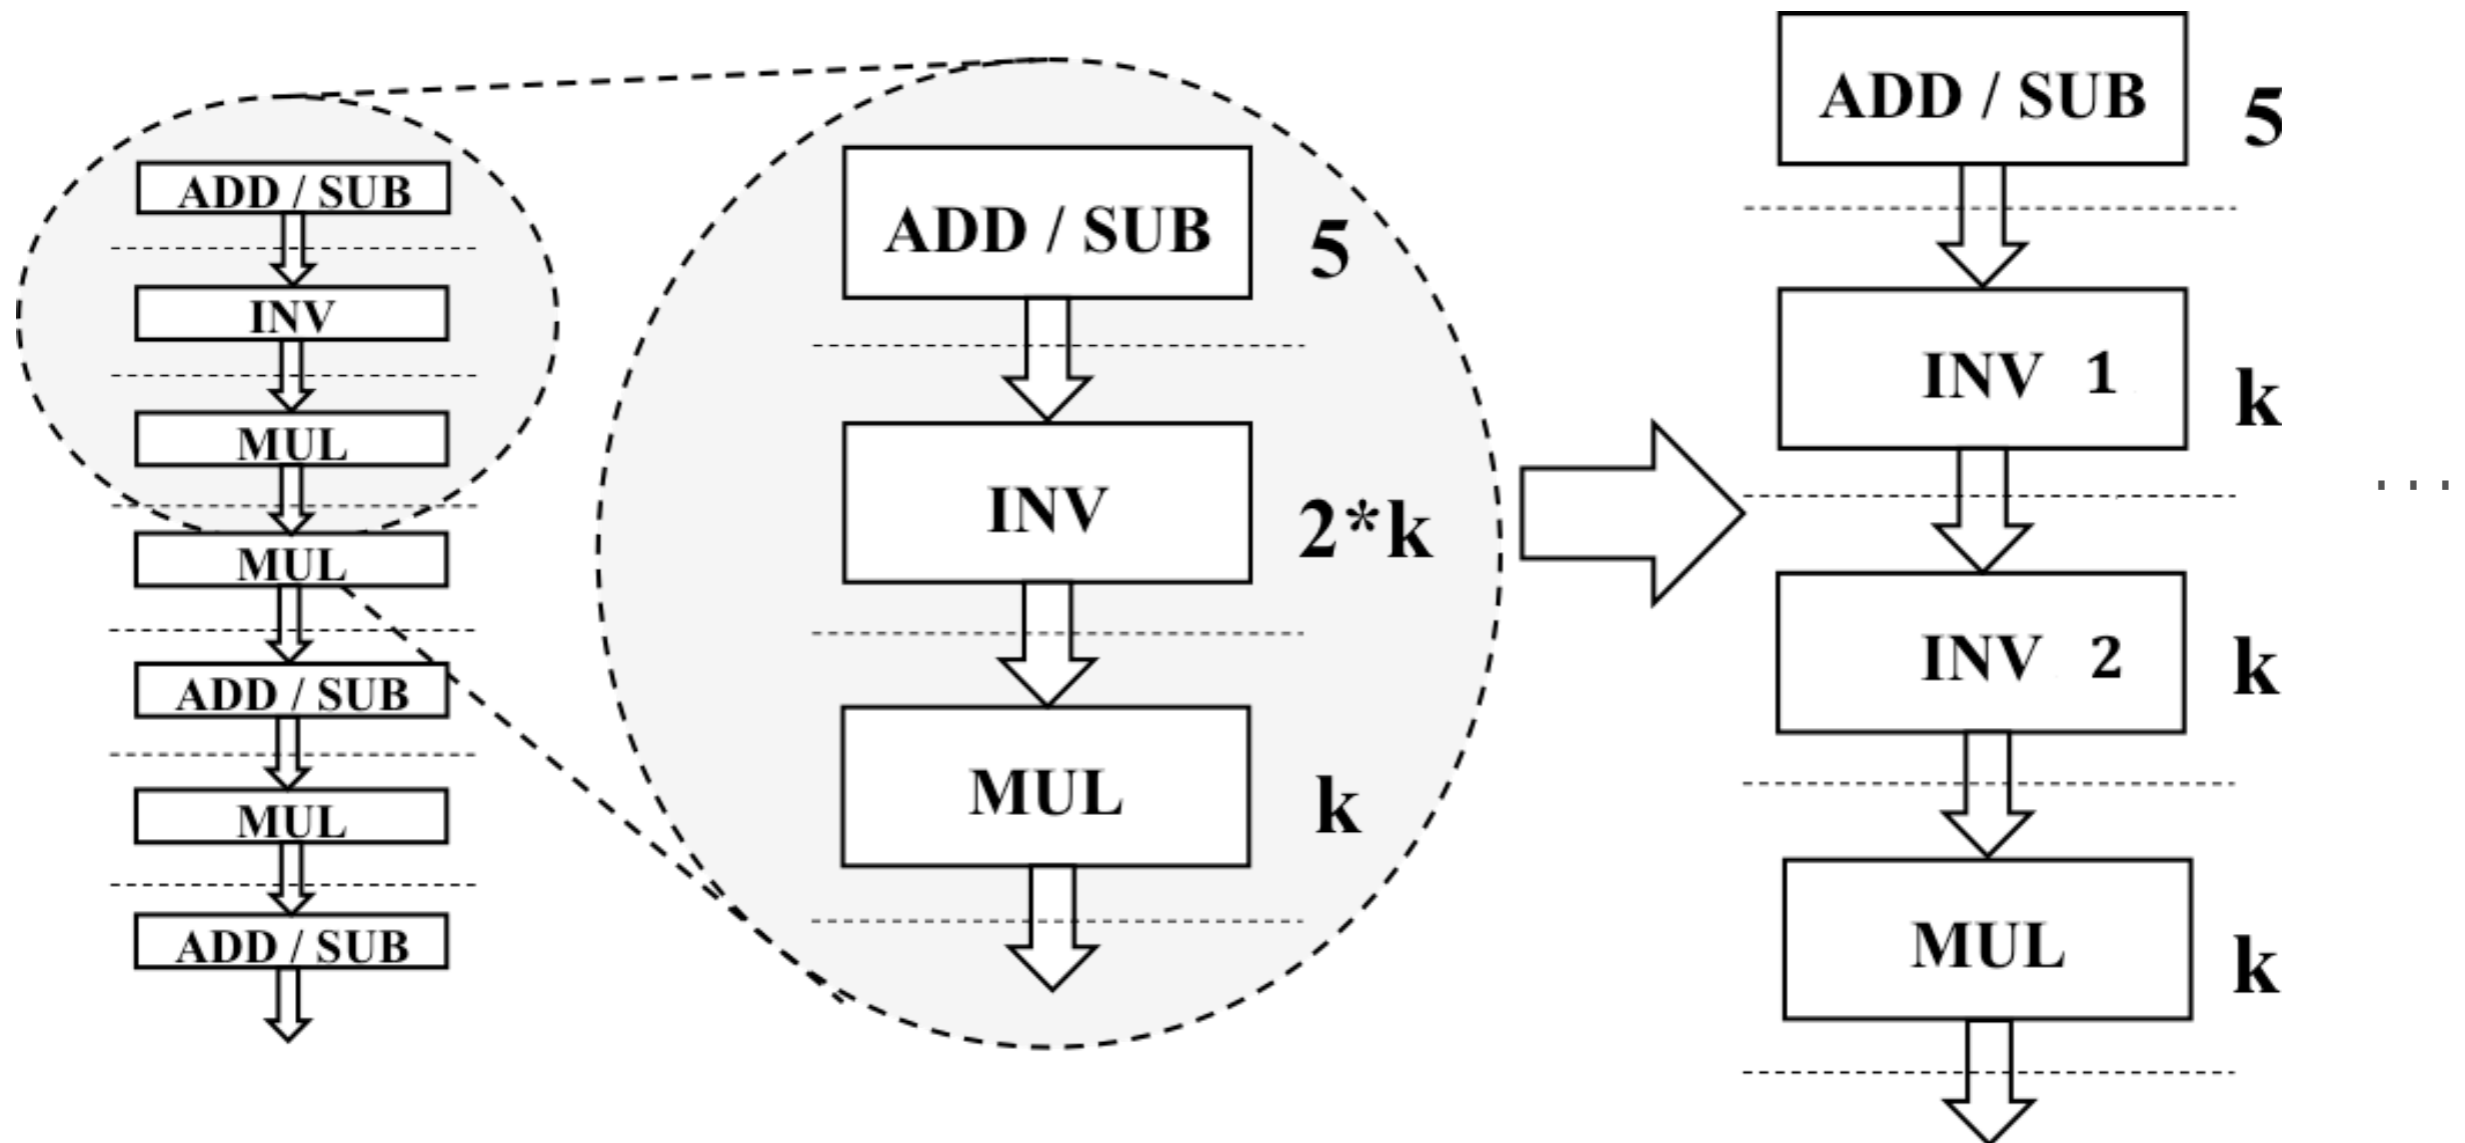 ADD / SUB
INV
MUL
MUL
ADD / SUB
MUL
ADD / SUB
ADD / SUB
5
INV
2*k
MUL
k
ADD / SUB
5
INV 1
k
INV 2
k
MUL
k
. . .